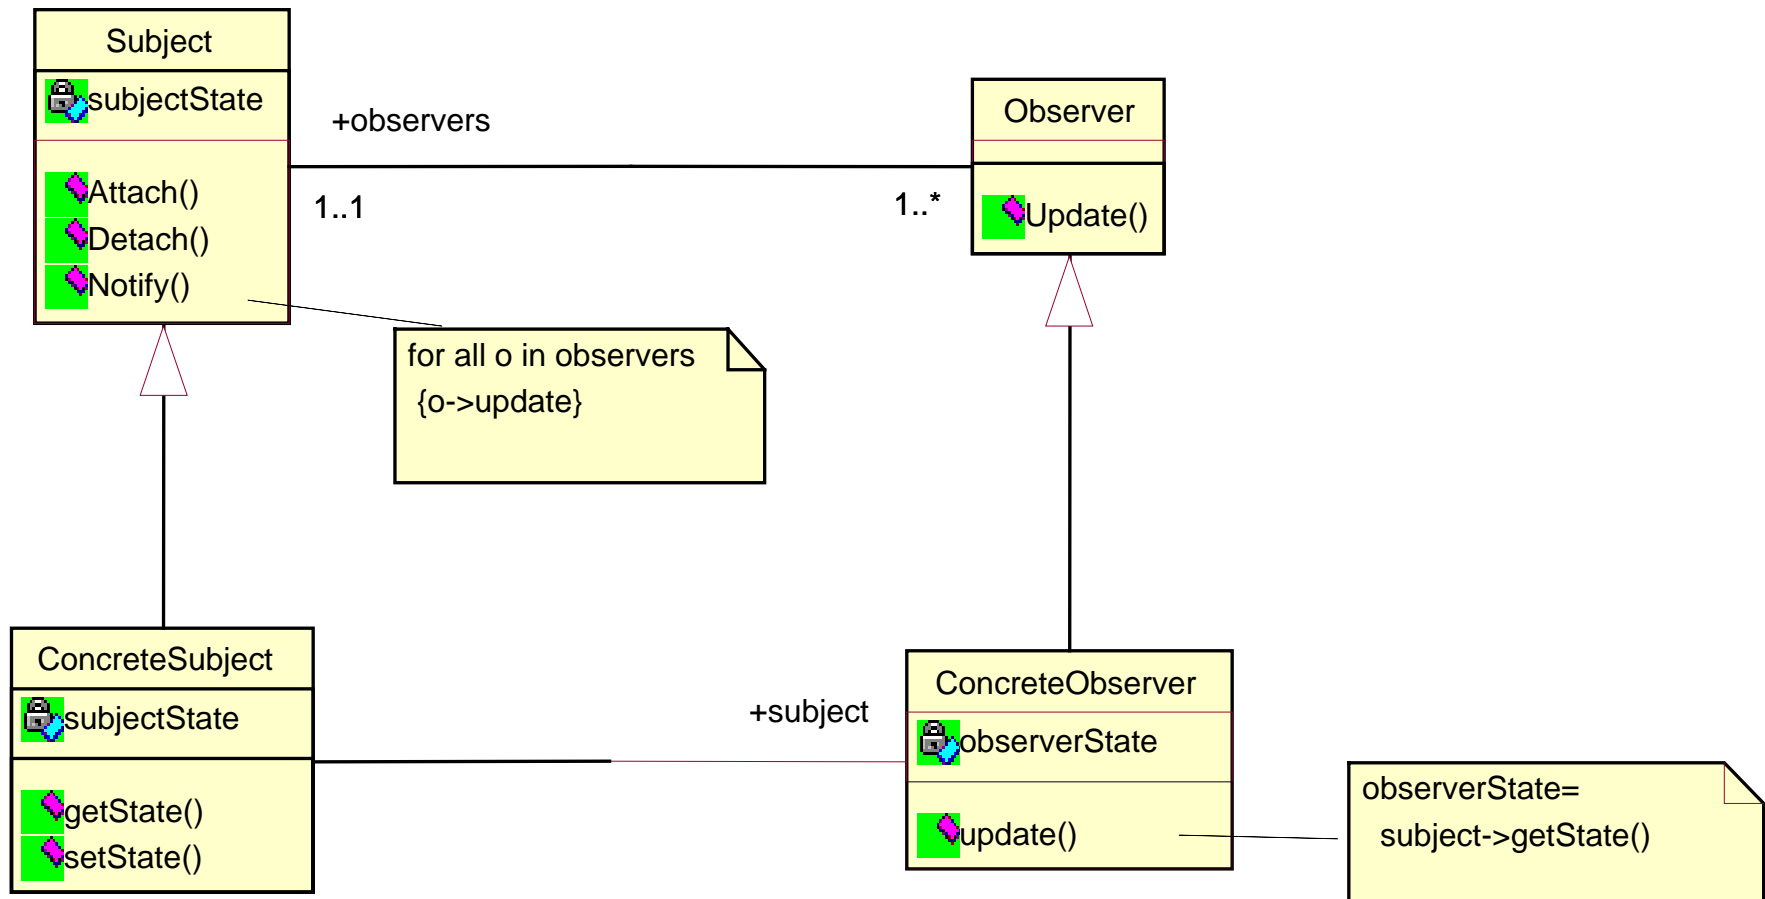 Subject
subjectState
Attach()
Detach()
Notify()
+observers
1..1
1..*
Observer
Update()
for all o in observers
{o->update}
ConcreteSubject
subjectState
getState()
setState()
+subject
ConcreteObserver
observerState
update()
observerState=
subject->getState()